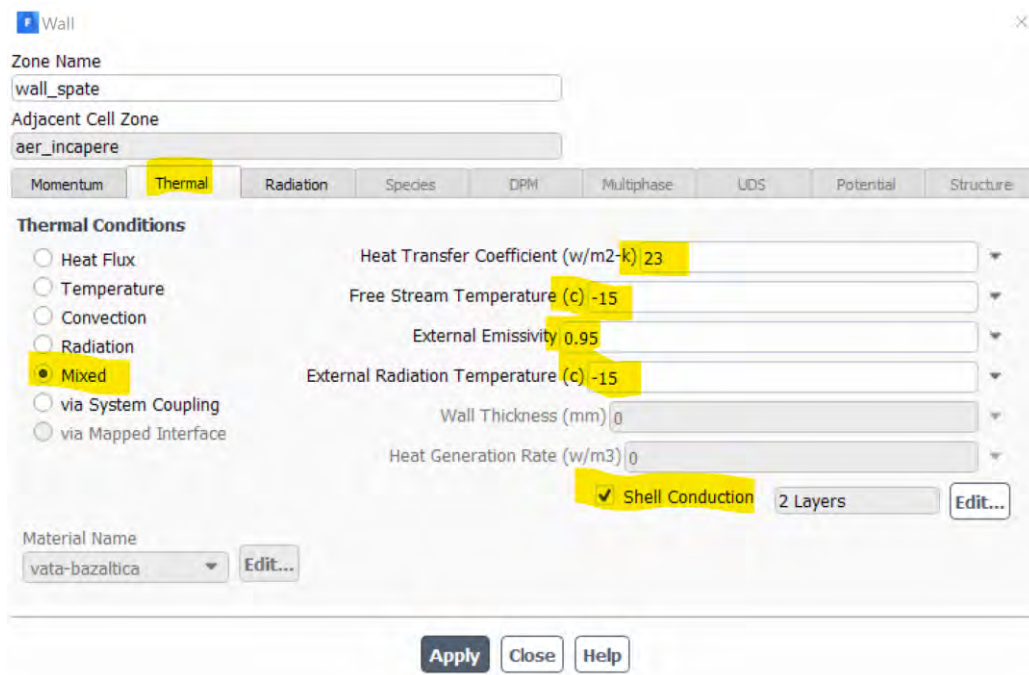 F Wall
Zone Name
wall_spate
Adjacent Cell Zone
aer_incapere
Momentum Thermal Radiation Species DPM Multiphase UDS Potential Structure
Thermal Conditions
Heat Flux
Temperature
Convection
Radiation
Mixed
via System Coupling
via Mapped Interface
Heat Transfer Coefficient (w/m2-k) 23
Free Stream Temperature (c) -15
External Emissivity 0.95
External Radiation Temperature (c) -15
Wall Thickness (mm) 0
Heat Generation Rate (w/m3) 0
Shell Conduction 2 Layers Edit...
Material Name
vata-bazaltica Edit...
Apply Close Help